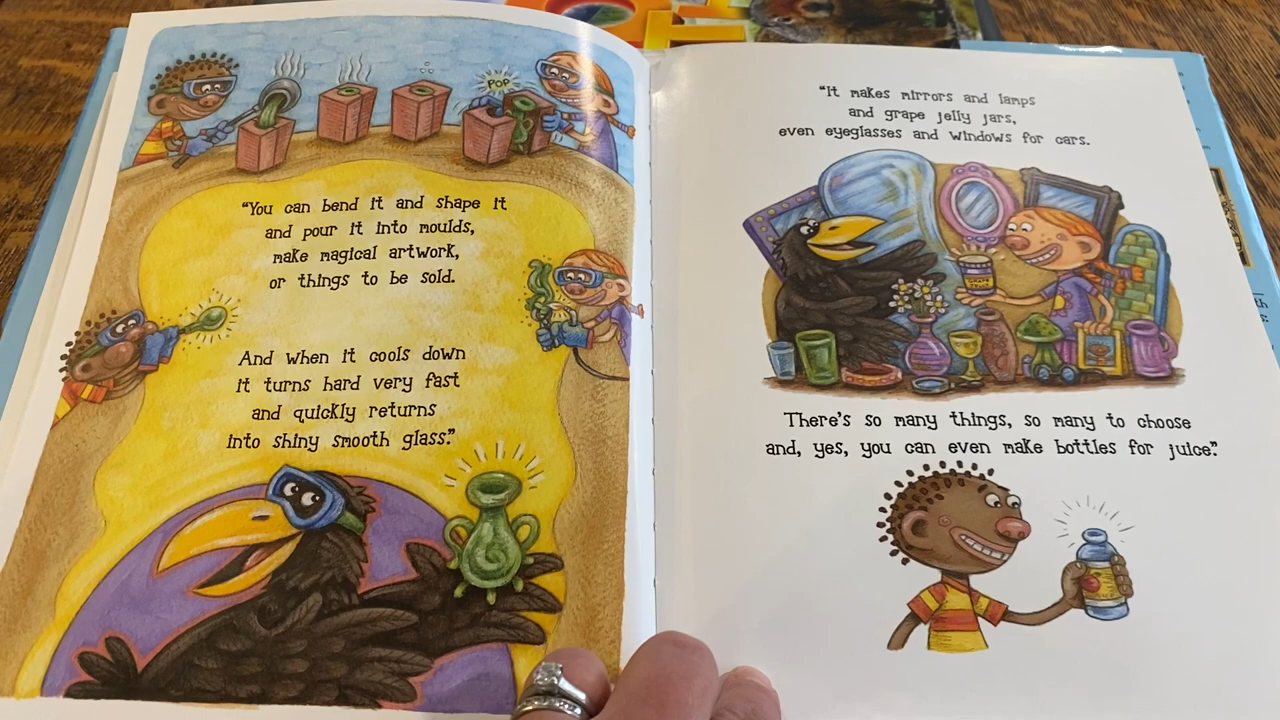 POP
"You can bend it and shape it
and pour it into moulds,
make magical artwork,
or things to be sold.
And when it cools down
it turns hard very fast
and quickly returns
into shiny smooth glass."
"It makes mirrors and lamps
and grape jelly jars,
even eyeglasses and windows for cars.
GRAPE
JELLY
There's so many things, so many to choose
and, yes, you can even make bottles for juice."